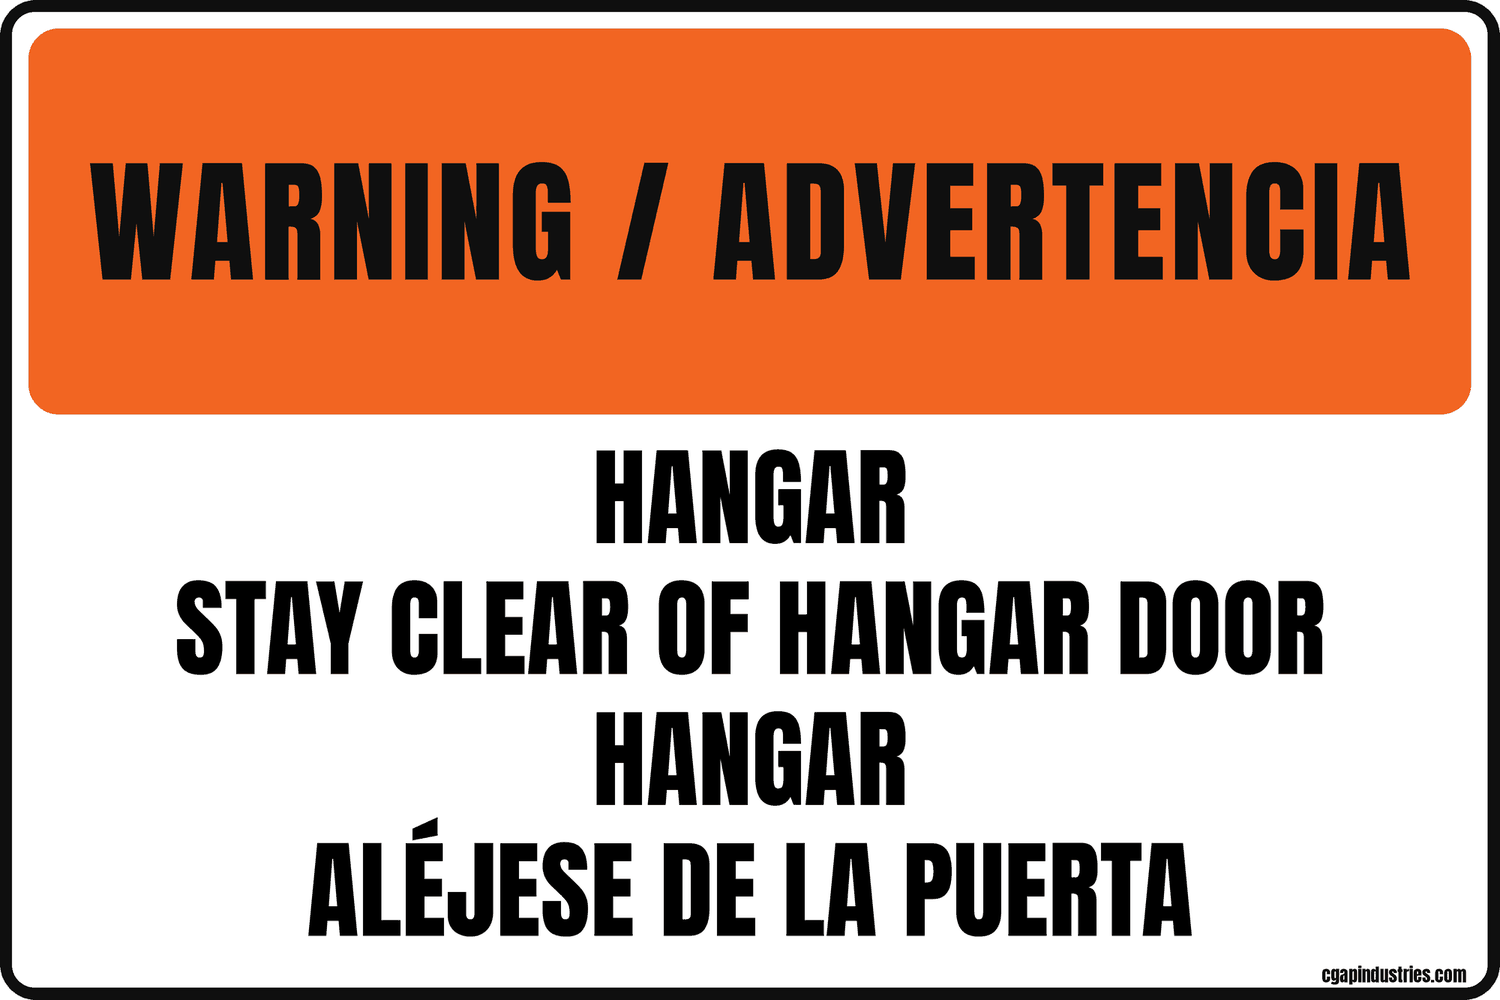 WARNING / ADVERTENCIA
HANGAR
STAY CLEAR OF HANGAR DOOR
HANGAR
ALÉJESE DE LA PUERTA
cgapindustries.com